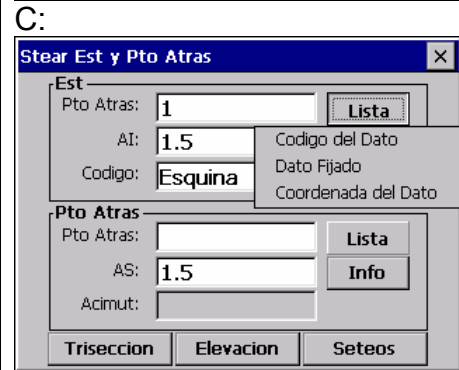 C:
Stear Est y Pto Atras
Est
Pto Atras: 1 Lista
AI: 1.5 Codigo del Dato
Dato Fijado
Codigo: Esquina
Coordenada del Dato
Pto Atras
Pto Atras: Lista
AS: 1.5 Info
Acimut:
Triseccion Elevacion Seteos